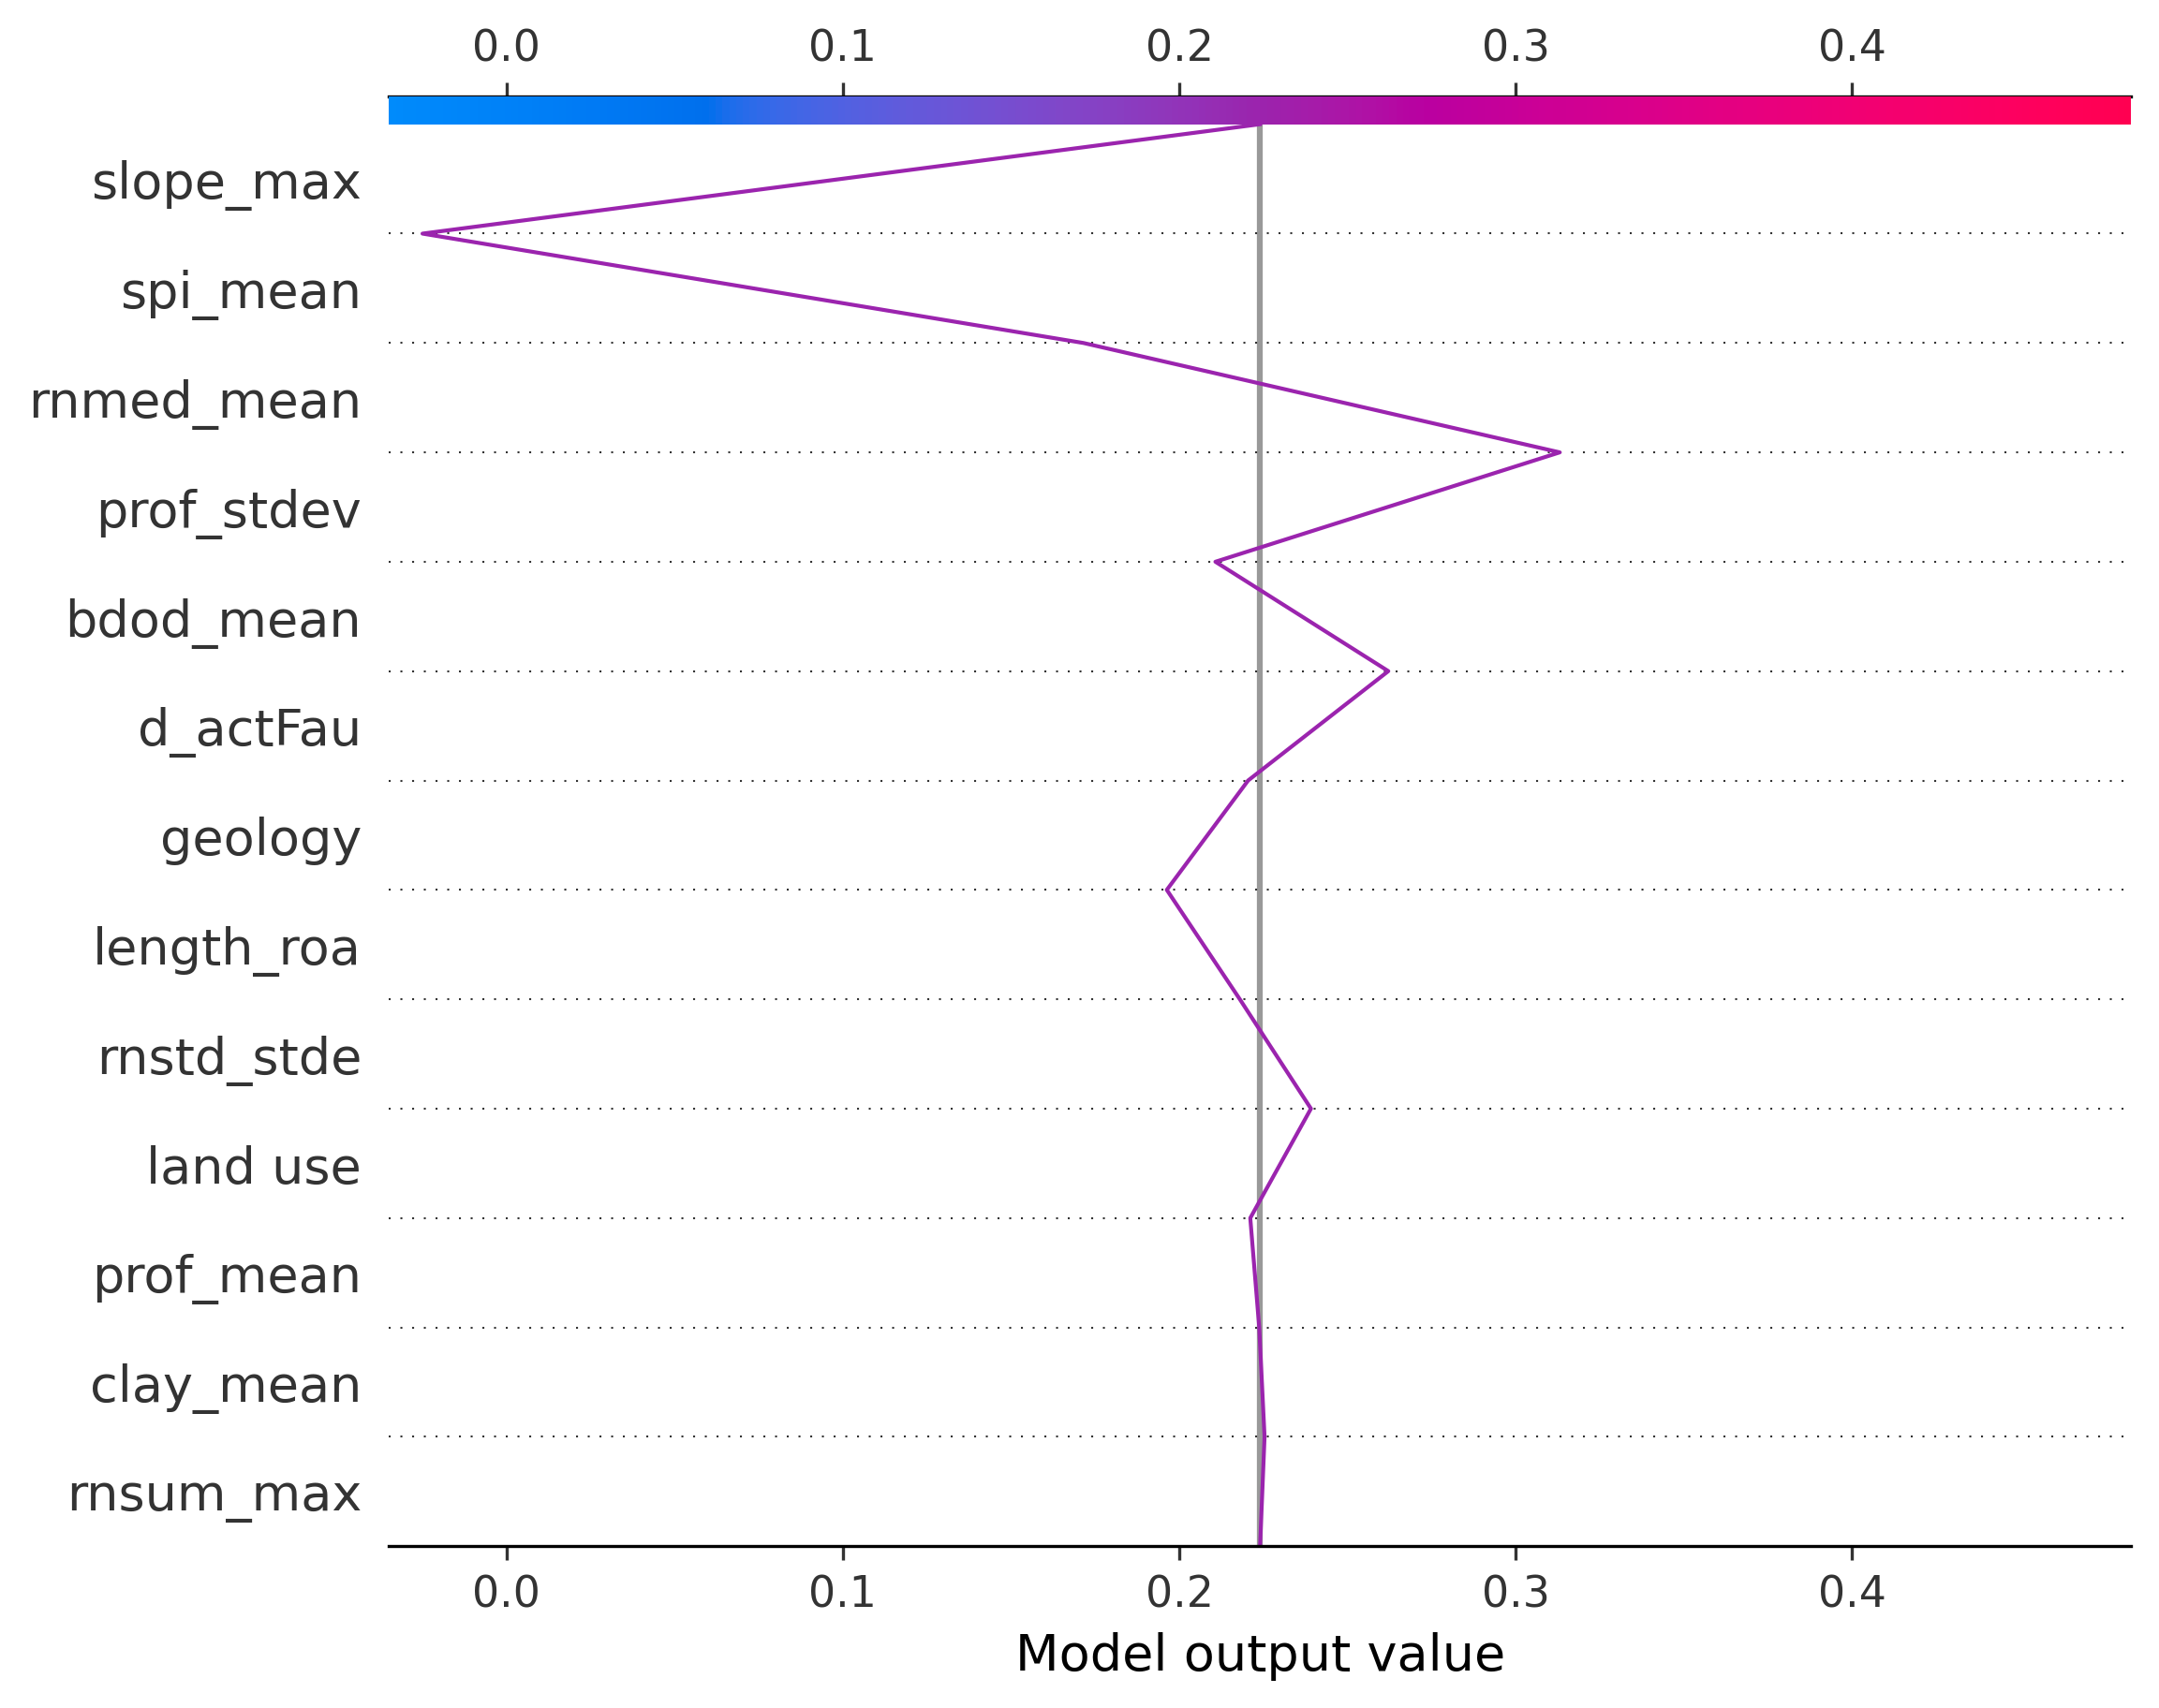 0.0 0.1 0.2 0.3 0.4
slope_max
spi_mean
rnmed_mean
prof_stdev
bdod_mean
d_actFau
geology
length_roa
rnstd_stde
land use
prof_mean
clay_mean
rnsum_max
0.0 0.1 0.2 0.3 0.4
Model output value